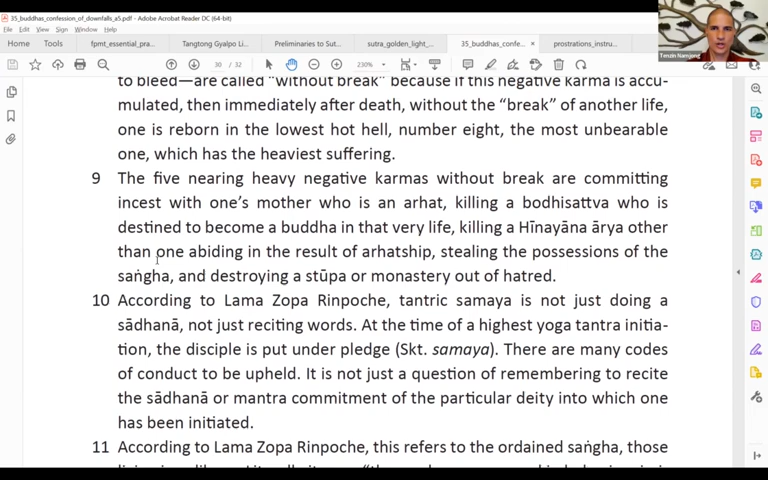 35_buddhas_confession_of_downfalls_a5.pdf - Adobe Acrobat Reader DC (64-bit)
File Edit View Sign Window Help
Home Tools fpmt_essential_pra... Tangtong Gyalpo Li... Preliminaries to Sut... sutra_golden_light_... 35_buddhas_confe... × prostrations_instru...
30 / 32 230%
Tenzin Namjong
to bleed—are called "without break" because if this negative karma is accu-
mulated, then immediately after death, without the "break" of another life,
one is reborn in the lowest hot hell, number eight, the most unbearable
one, which has the heaviest suffering.
9 The five nearing heavy negative karmas without break are committing
incest with one's mother who is an arhat, killing a bodhisattva who is
destined to become a buddha in that very life, killing a Hīnayāna ārya other
than one abiding in the result of arhatship, stealing the possessions of the
saṅgha, and destroying a stūpa or monastery out of hatred.
10 According to Lama Zopa Rinpoche, tantric samaya is not just doing a
sādhanā, not just reciting words. At the time of a highest yoga tantra initia-
tion, the disciple is put under pledge (Skt. samaya). There are many codes
of conduct to be upheld. It is not just a question of remembering to recite
the sādhanā or mantra commitment of the particular deity into which one
has been initiated.
11 According to Lama Zopa Rinpoche, this refers to the ordained saṅgha, those